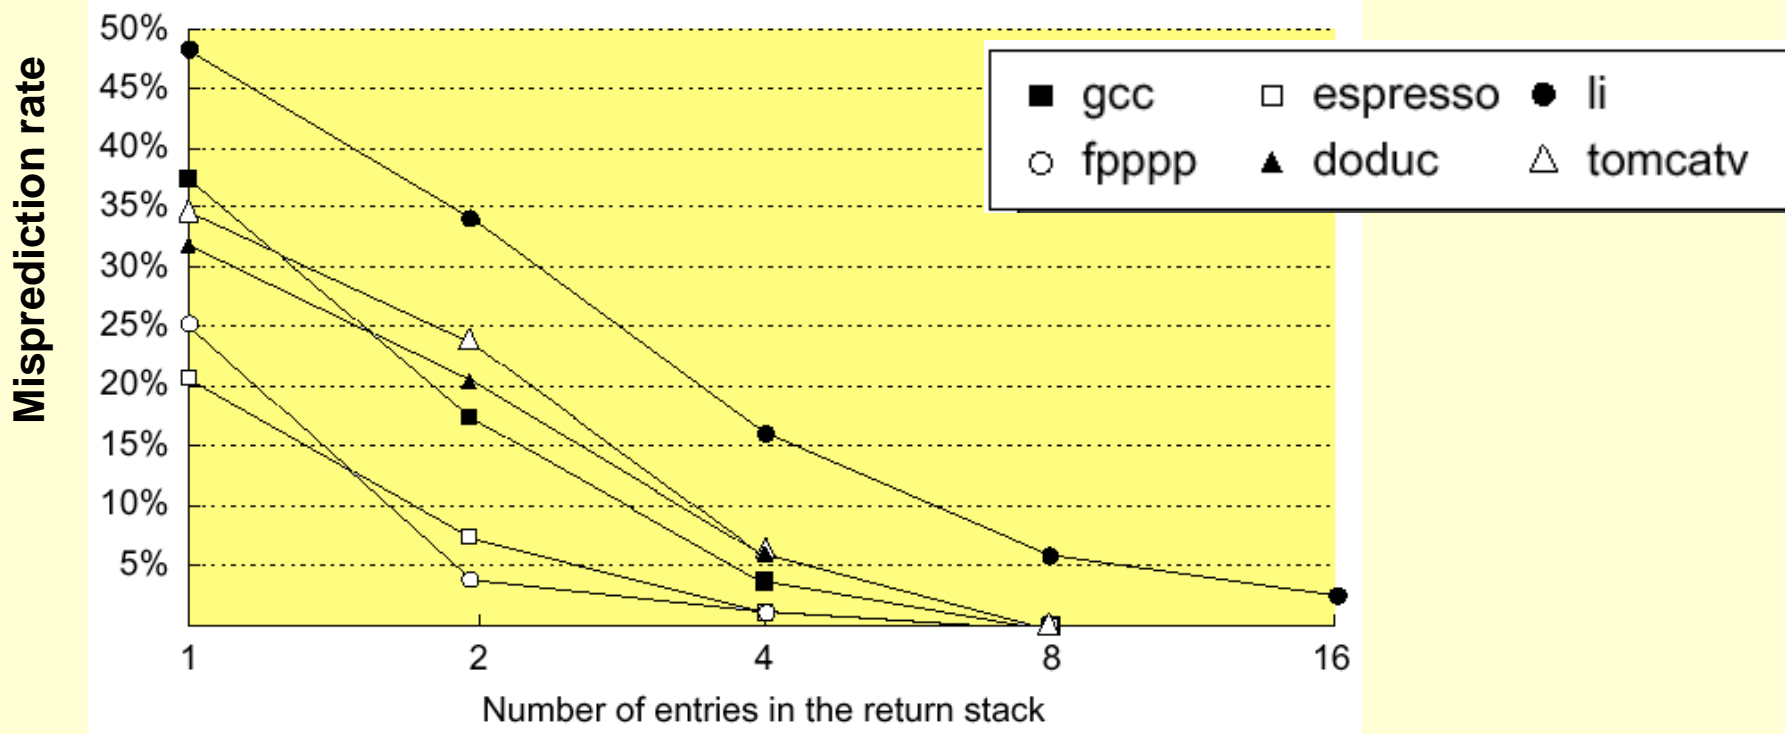 Misprediction rate
50%
45%
40%
35%
30%
25%
20%
15%
10%
5%
gcc espresso li
fpppp doduc tomcatv
1 2 4 8 16
Number of entries in the return stack